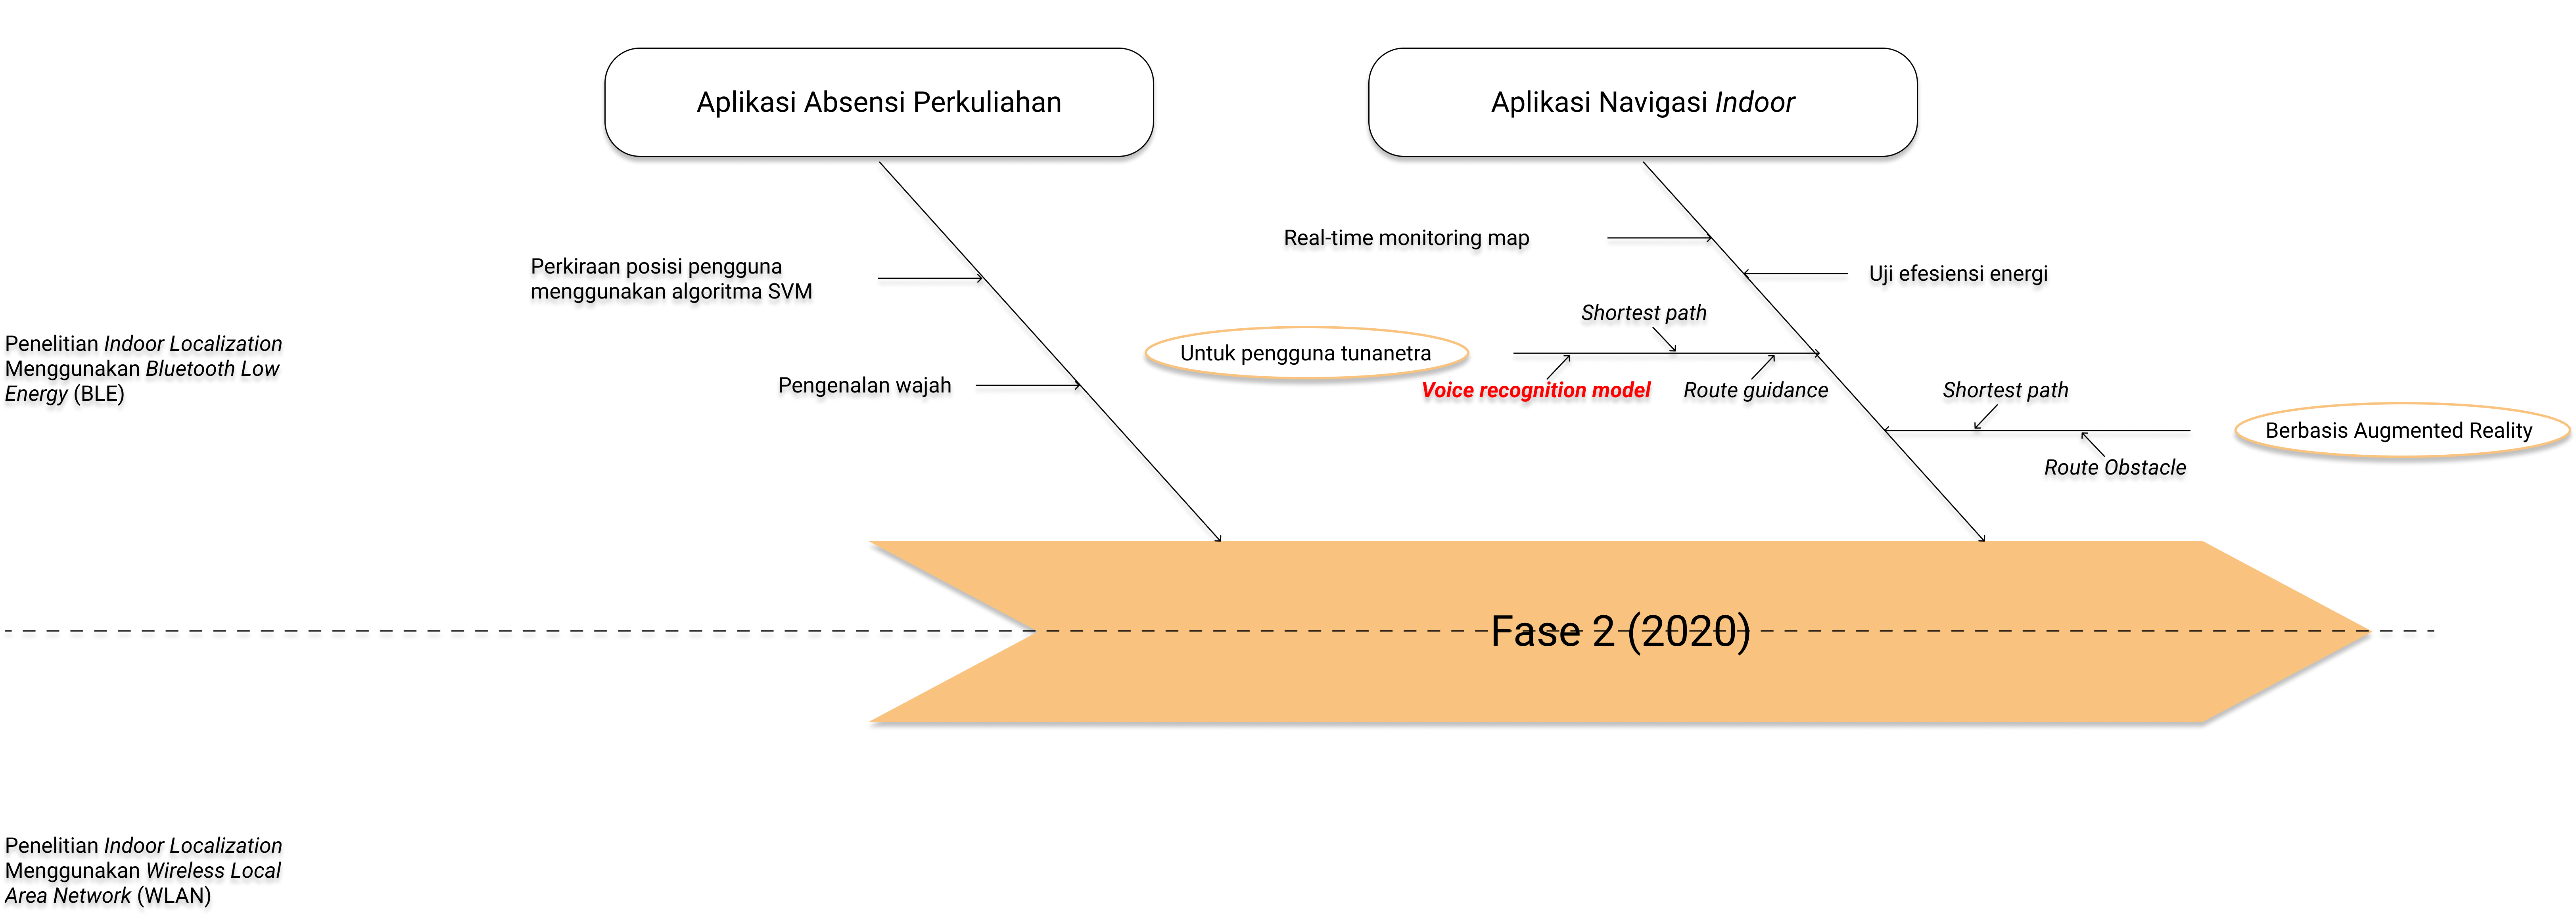 Aplikasi Absensi Perkuliahan
Aplikasi Navigasi Indoor
Real-time monitoring map
Perkiraan posisi pengguna
menggunakan algoritma SVM
Uji efesiensi energi
Shortest path
Penelitian Indoor Localization
Menggunakan Bluetooth Low
Energy (BLE)
Untuk pengguna tunanetra
Pengenalan wajah
Voice recognition model
Route guidance
Shortest path
Berbasis Augmented Reality
Route Obstacle
Fase 2 (2020)
Penelitian Indoor Localization
Menggunakan Wireless Local
Area Network (WLAN)